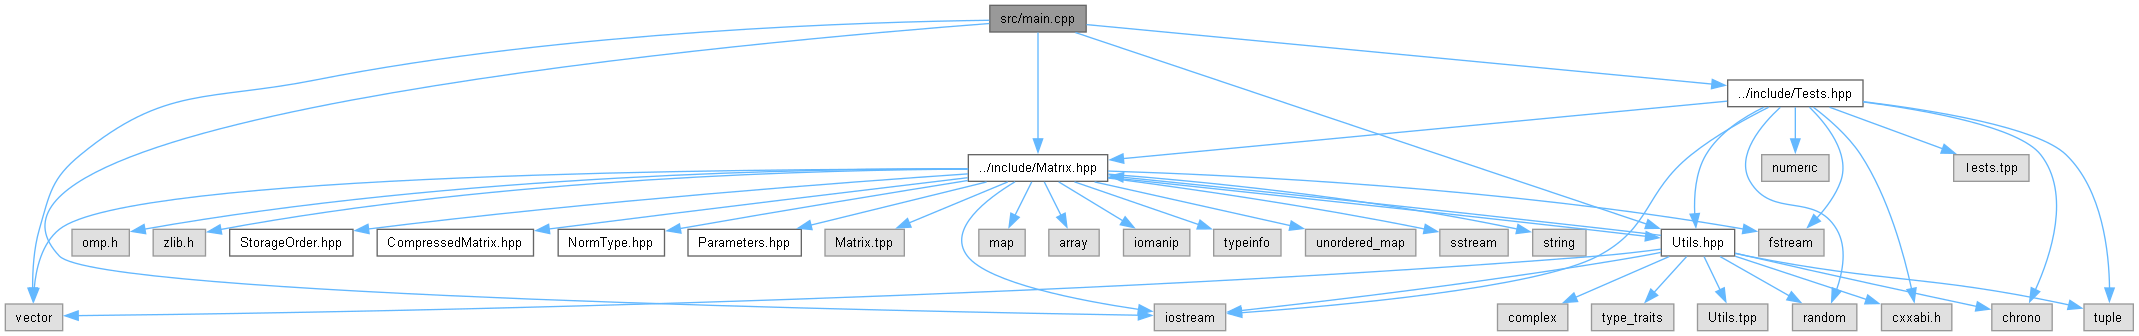 src/main.cpp
../include/Tests.hpp
../include/Matrix.hpp
numeric
Tests.tpp
omp.h
zlib.h
StorageOrder.hpp
CompressedMatrix.hpp
NormType.hpp
Parameters.hpp
Matrix.tpp
map
array
iomanip
typeinfo
unordered_map
sstream
string
Utils.hpp
fstream
vector
iostream
complex
type_traits
Utils.tpp
random
cxxabi.h
chrono
tuple